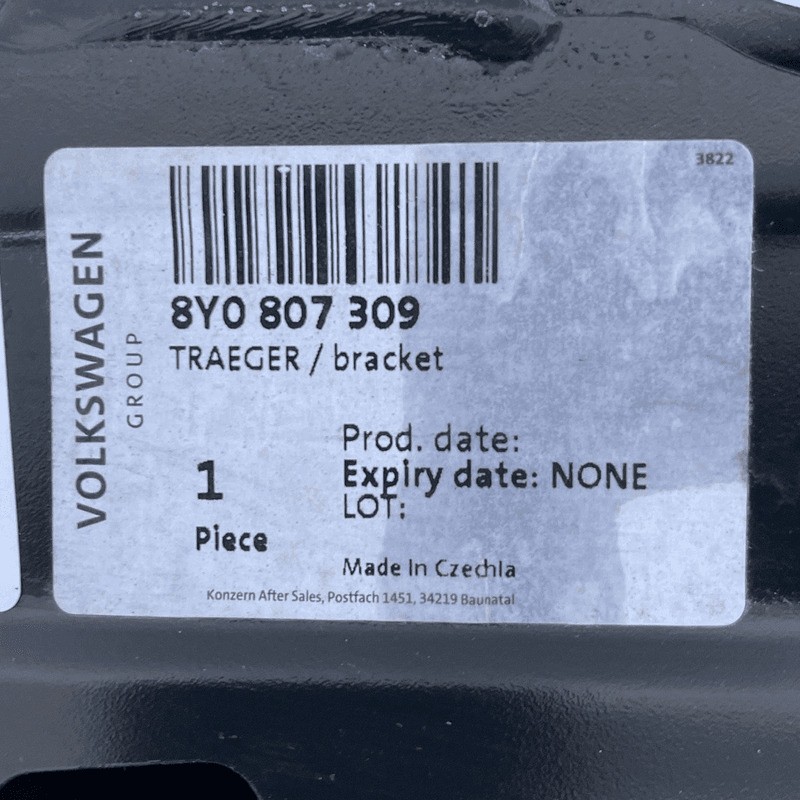 3822
VOLKSWAGEN
GROUP
8Y0 807 309
TRAEGER / bracket
Prod. date:
Expiry date: NONE
LOT:
1
Piece
Made In Czechla
Konzern After Sales, Postfach 1451, 34219 Baunatal